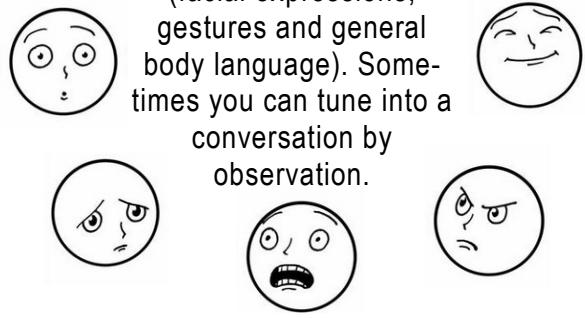 (facial expressions,
gestures and general
body language). Some-
times you can tune into a
conversation by
observation.